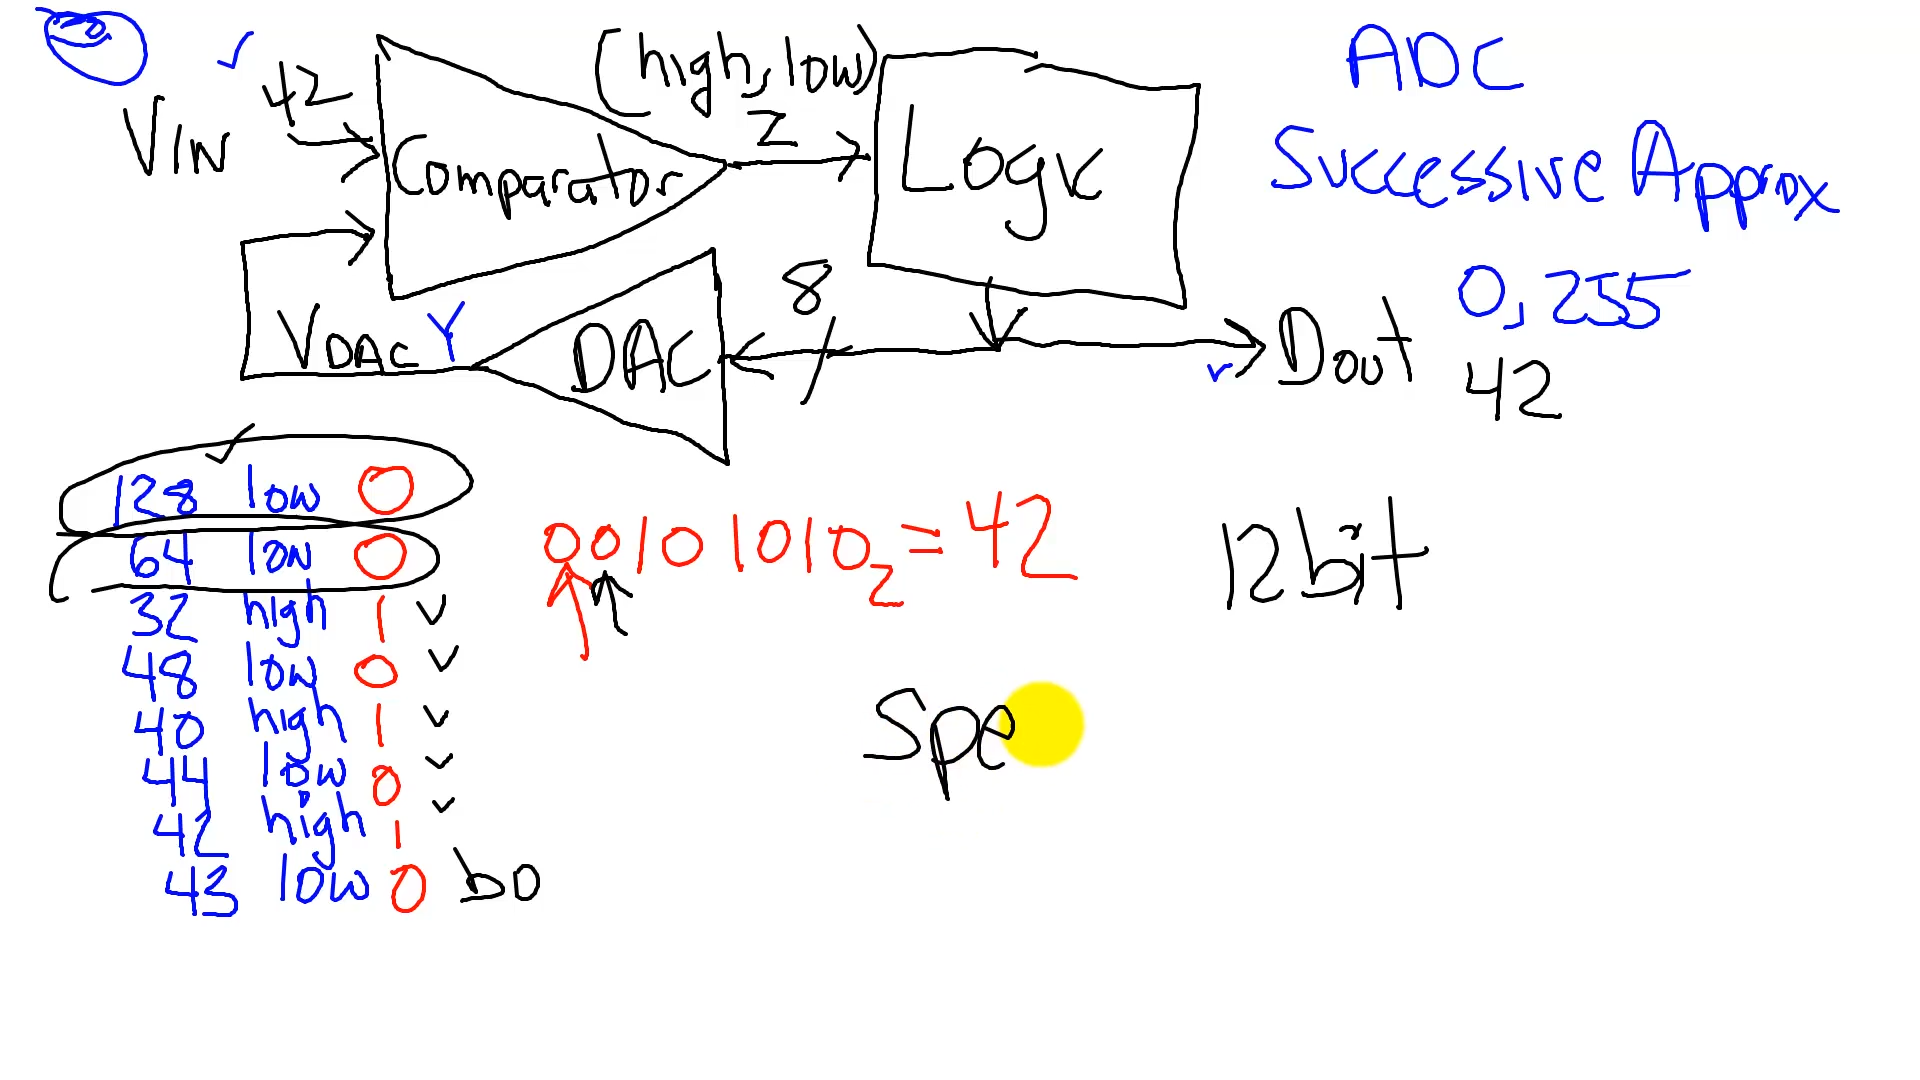 (high, low)
ADC
42
VIN
Z
Comparator
Logic
Successive Approx
8
0, 255
VDAC Y
DAC
Dout
42
128 low 0
64 low 0
00101010₂ = 42
12 bit
32 high 1
48 low 0
40 high 1
Spe
44 low 0
42 high 1
43 low 0 b0